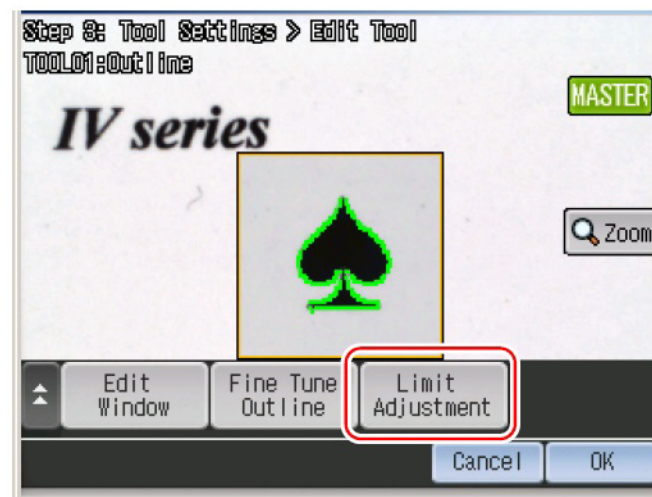 Step 3: Tool Settings > Edit Tool
TOOL01:Outline
MASTER
IV series
Zoom
Edit
Window
Fine Tune
Outline
Limit
Adjustment
Cancel
OK